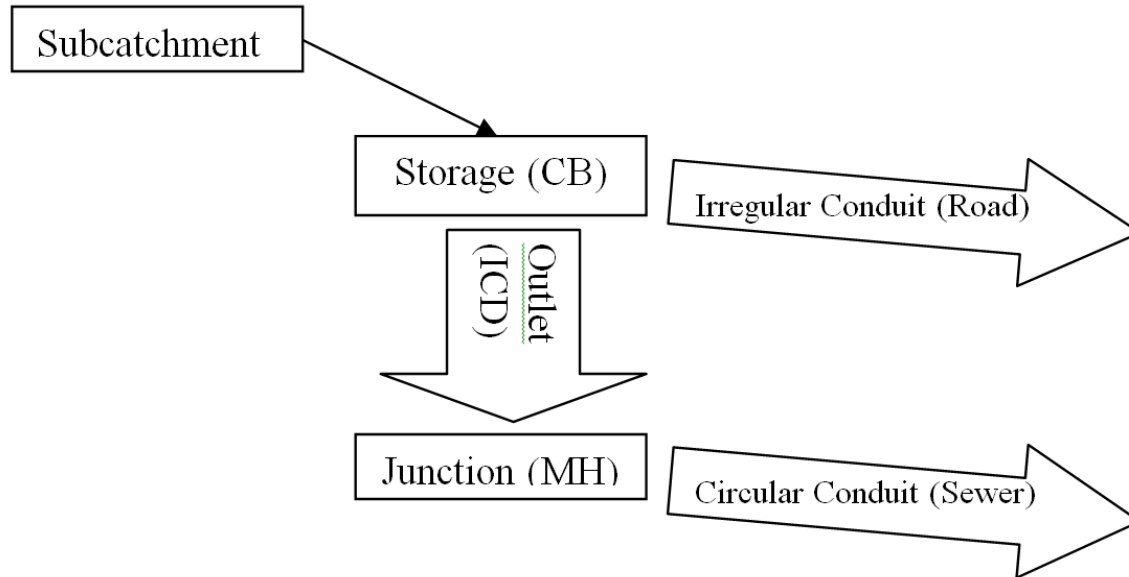 Subcatchment
Storage (CB)
Irregular Conduit (Road)
Outlet
(ICD)
Junction (MH)
Circular Conduit (Sewer)